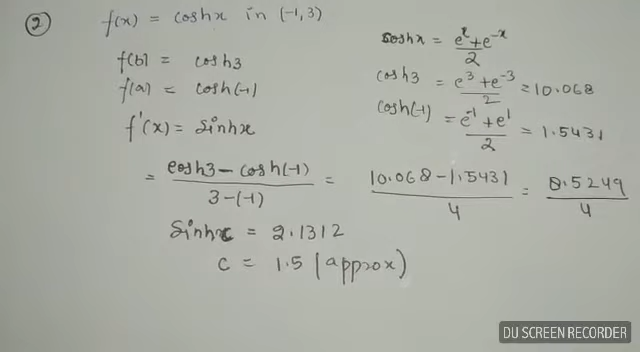 ② f(x) = coshx in (-1,3)
f(b) = cosh3
f(a) = cosh(-1)
f'(x) = Sinhx
= cosh3 - cosh(-1) / 3-(-1) = 10.068 - 1.5431 / 4 = 8.5249 / 4
Sinhc = 2.1312
c = 1.5 (approx)
coshx = e^x + e^-x / 2
cosh3 = e^3 + e^-3 / 2 = 10.068
cosh(-1) = e^-1 + e^1 / 2 = 1.5431
DU SCREEN RECORDER